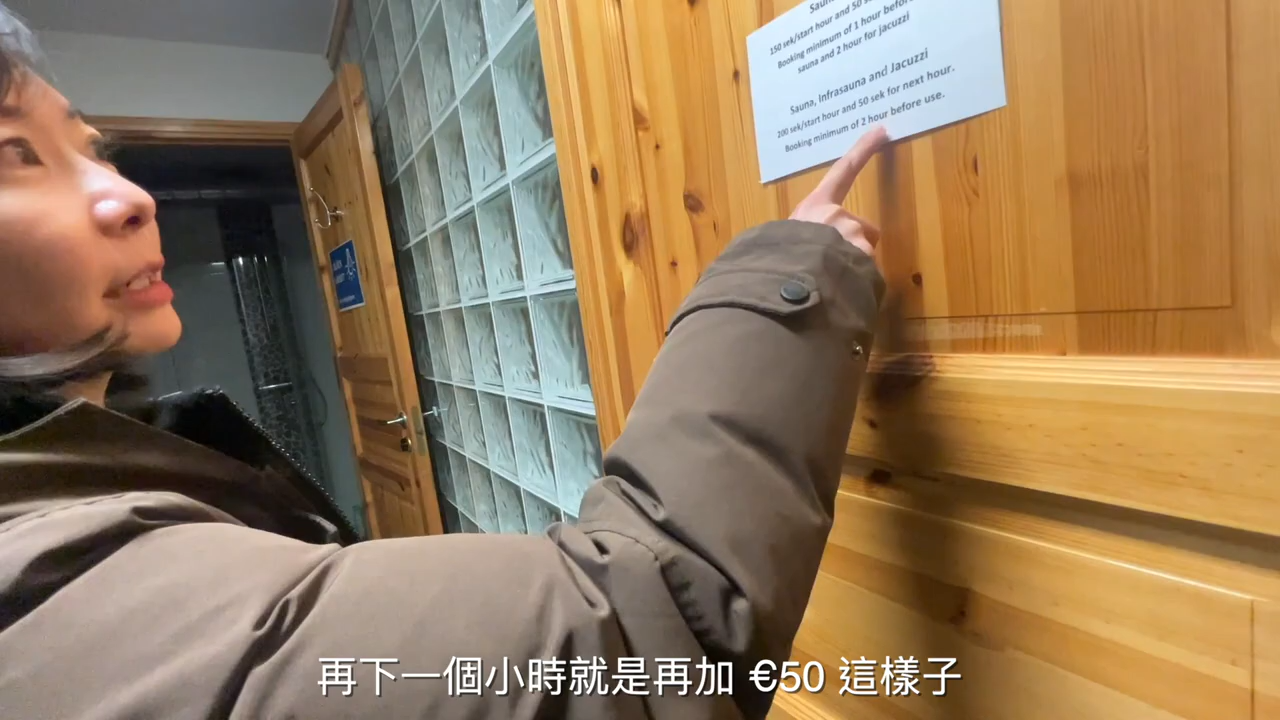 Sauna
150 sek/start hour and 50
Booking minimum of 1 hour before
sauna and 2 hour for jacuzzi
Sauna, Infrasauna and Jacuzzi
200 sek/start hour and 50 sek for next hour.
Booking minimum of 2 hour before use.
再下一個小時就是再加 €50 這樣子